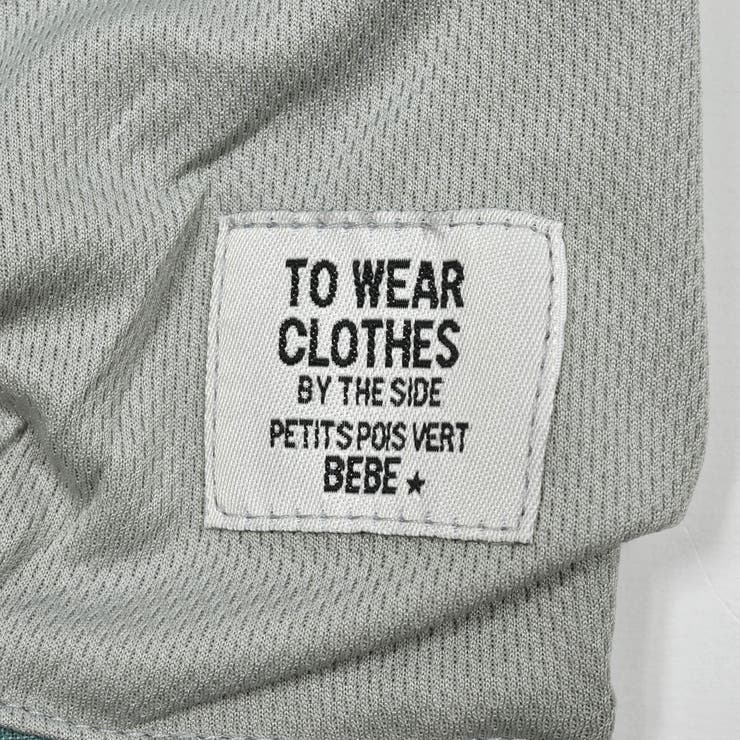 TO WEAR
CLOTHES
BY THE SIDE
PETITS POIS VERT
BEBE ★